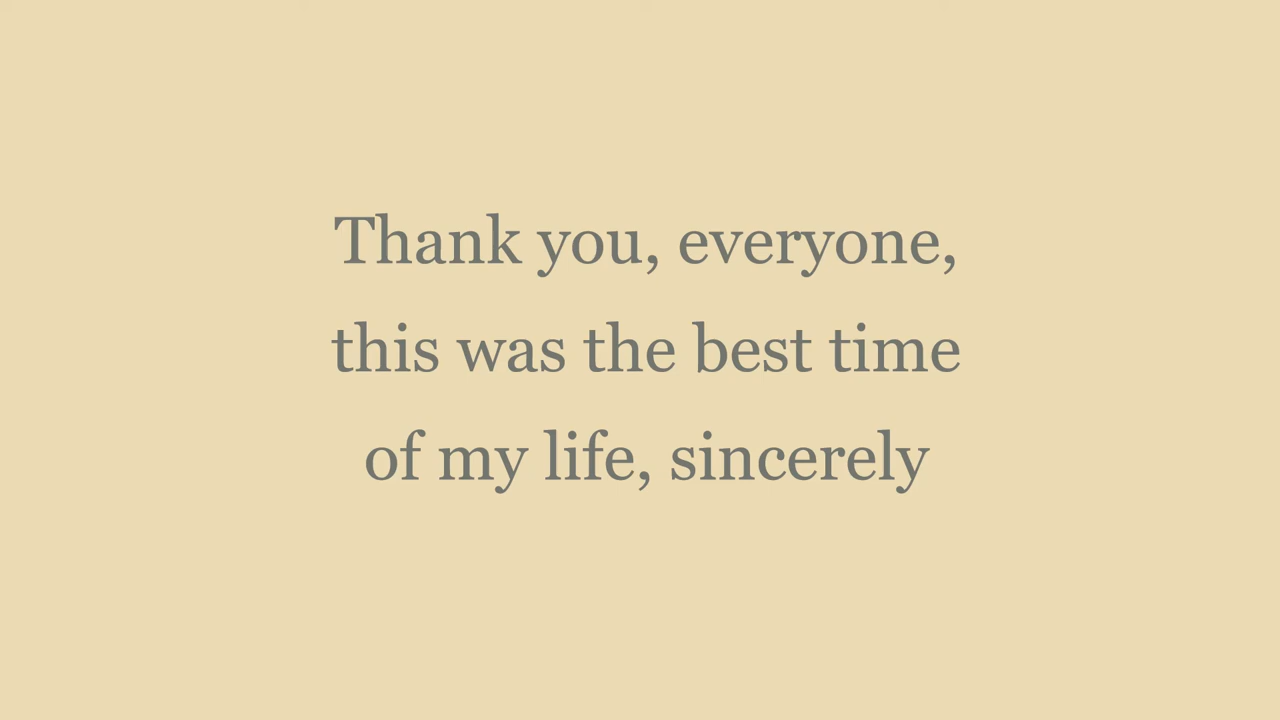 Thank you, everyone,
this was the best time
of my life, sincerely